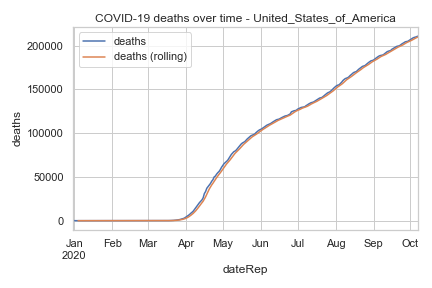 COVID-19 deaths over time - United_States_of_America
deaths
deaths (rolling)
200000
150000
100000
50000
0
deaths
Jan Feb Mar Apr May Jun Jul Aug Sep Oct
2020
dateRep